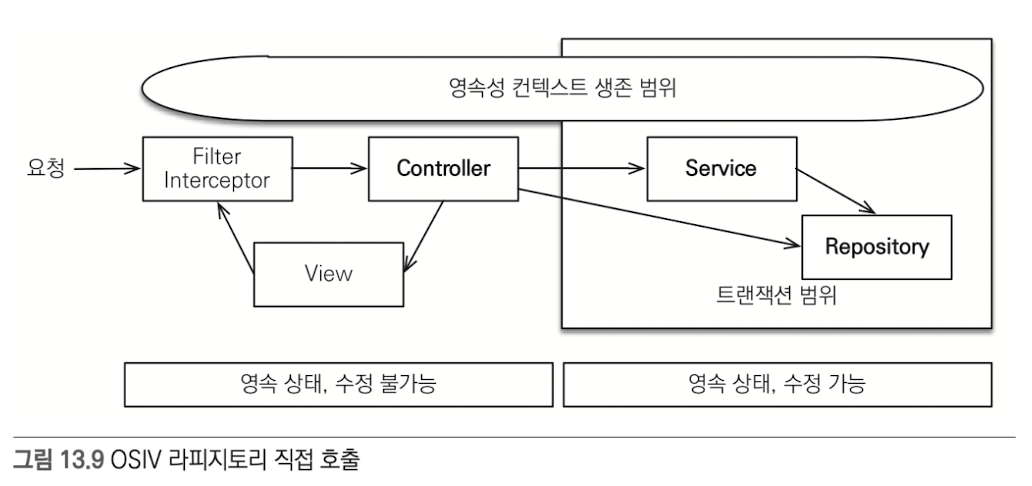 영속성 컨텍스트 생존 범위
요청
Filter
Interceptor
Controller
Service
Repository
View
트랜잭션 범위
영속 상태, 수정 불가능
영속 상태, 수정 가능
그림 13.9 OSIV 라피지토리 직접 호출